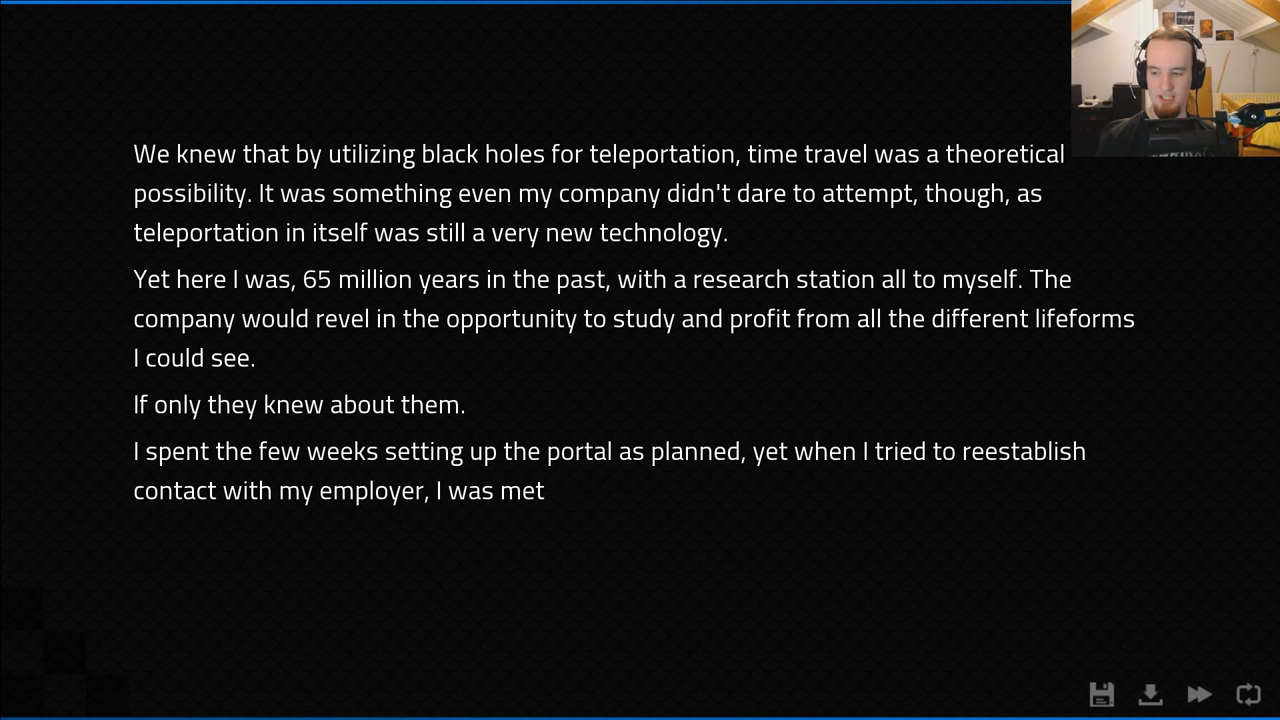 We knew that by utilizing black holes for teleportation, time travel was a theoretical
possibility. It was something even my company didn't dare to attempt, though, as
teleportation in itself was still a very new technology.
Yet here I was, 65 million years in the past, with a research station all to myself. The
company would revel in the opportunity to study and profit from all the different lifeforms
I could see.
If only they knew about them.
I spent the few weeks setting up the portal as planned, yet when I tried to reestablish
contact with my employer, I was met